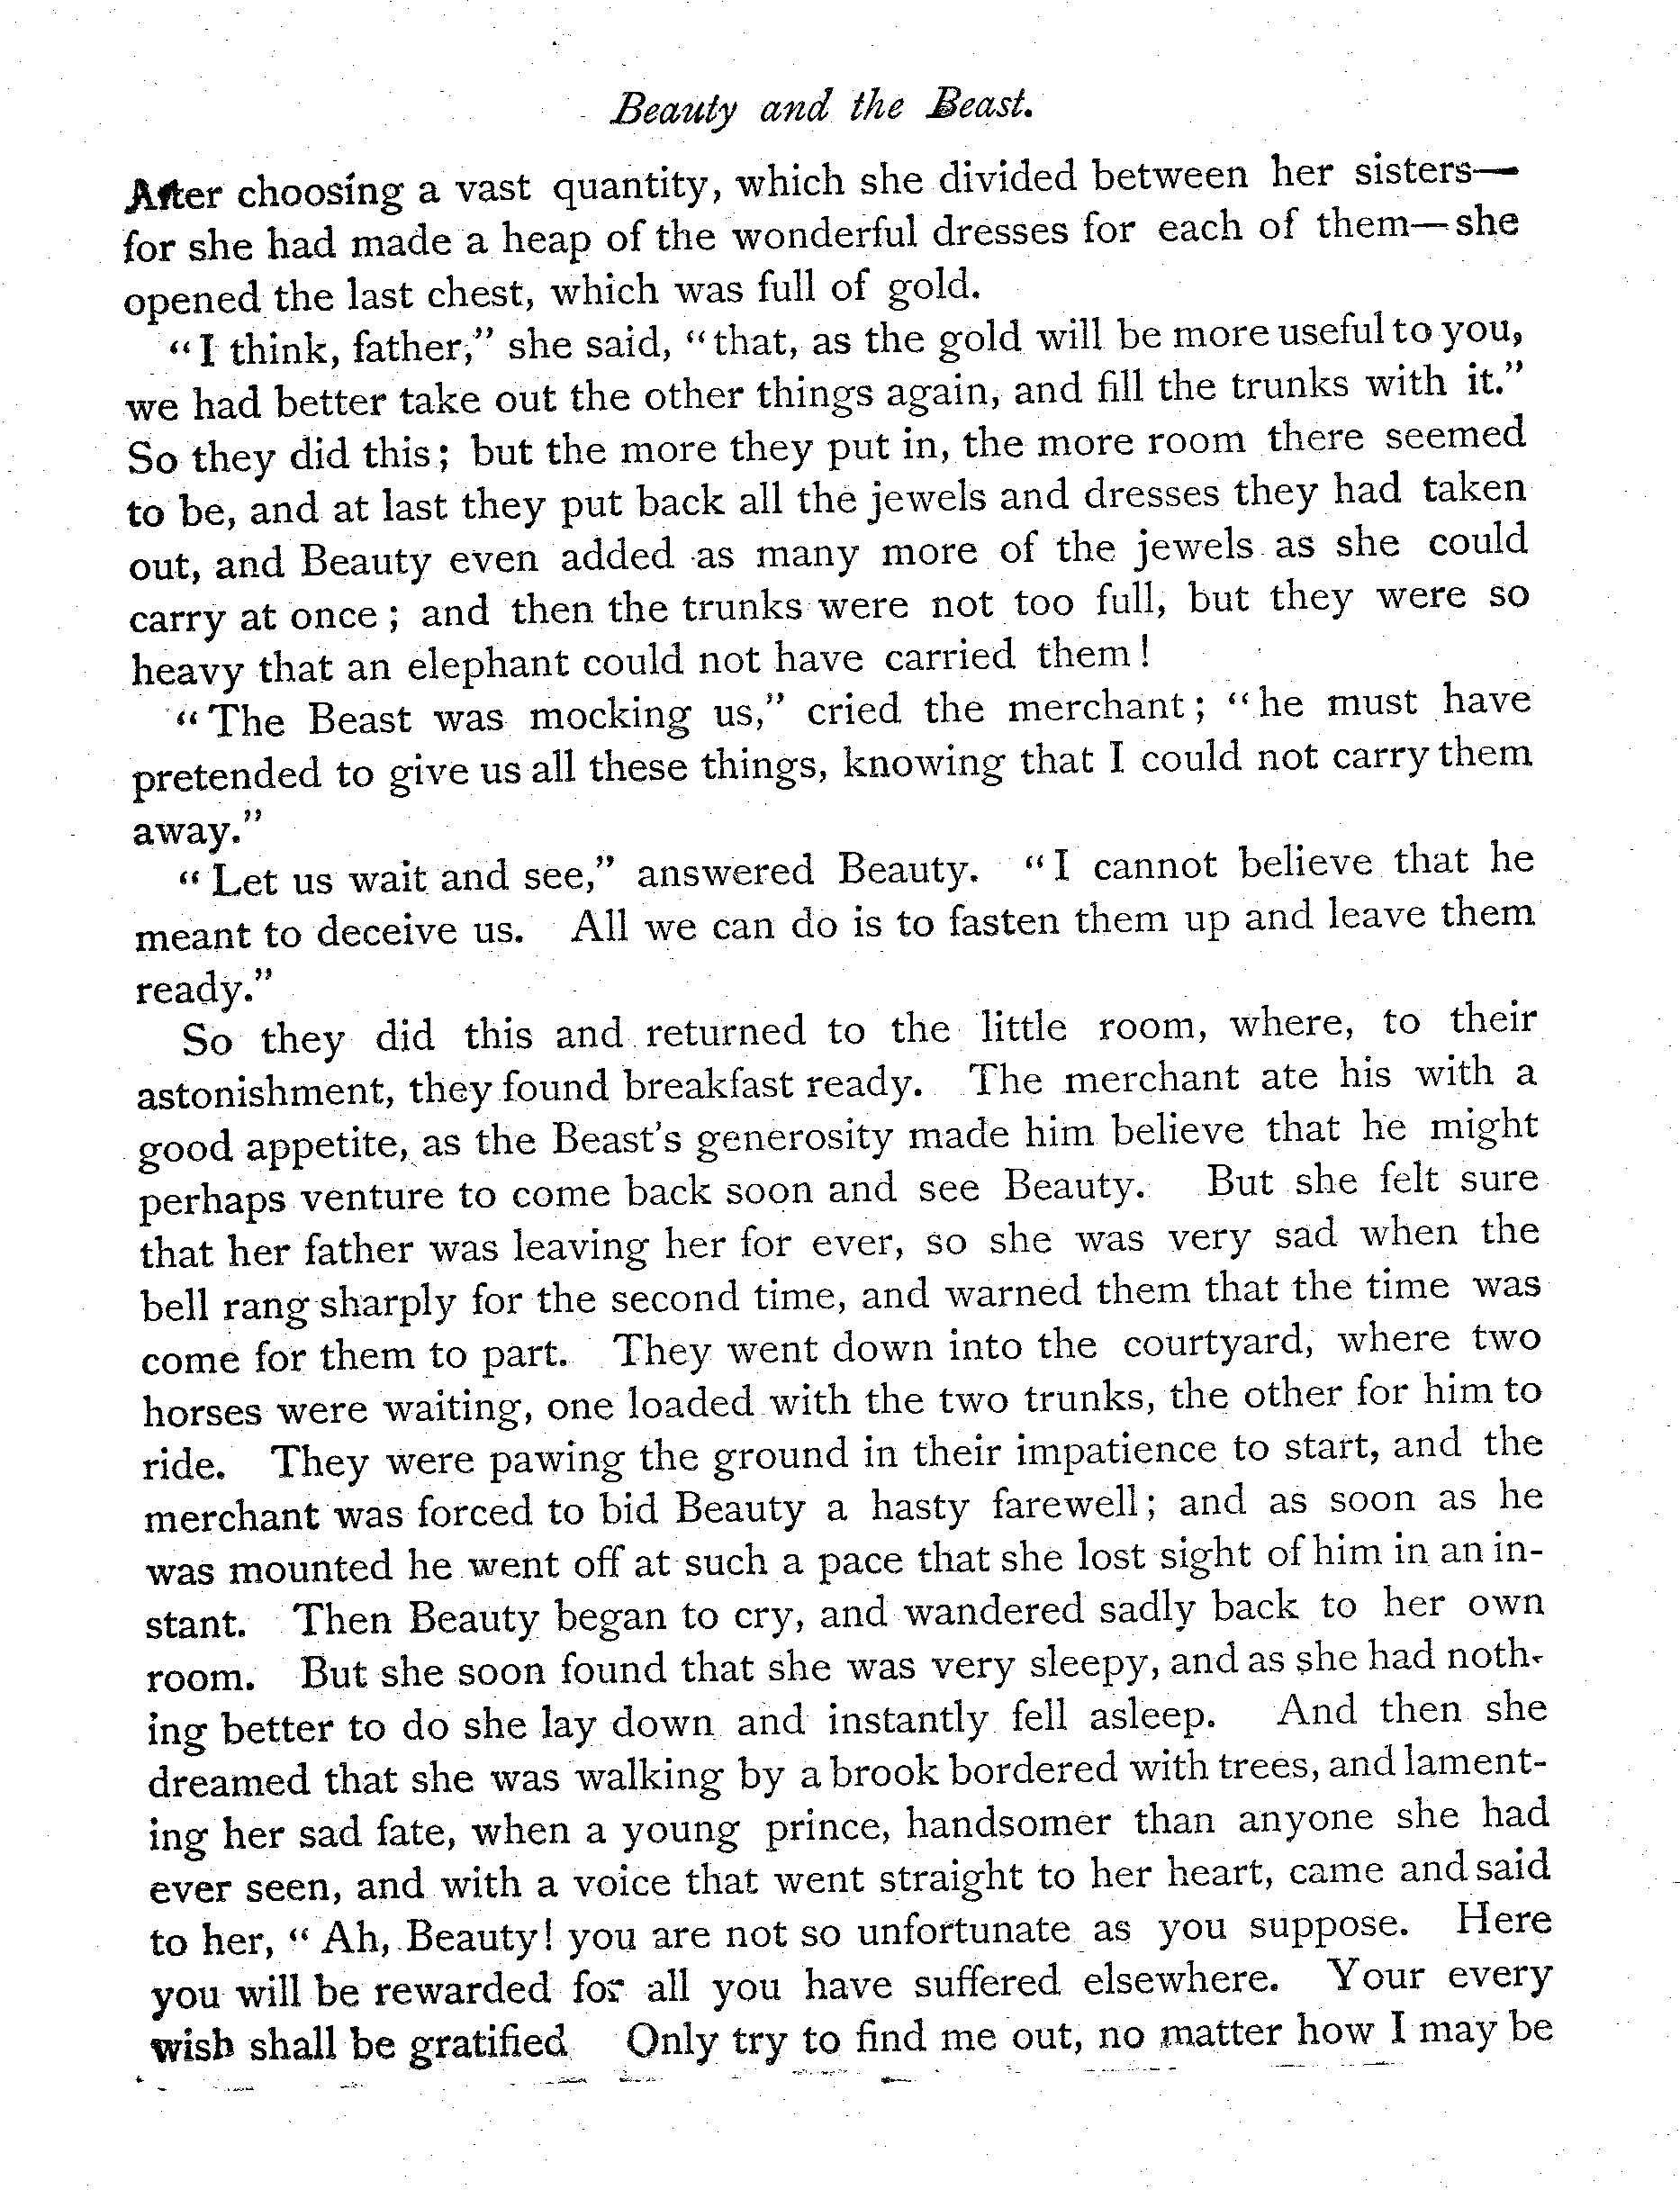 Beauty and the Beast.
After choosing a vast quantity, which she divided between her sisters—
for she had made a heap of the wonderful dresses for each of them—she
opened the last chest, which was full of gold.
“I think, father,” she said, “that, as the gold will be more useful to you,
we had better take out the other things again, and fill the trunks with it.”
So they did this; but the more they put in, the more room there seemed
to be, and at last they put back all the jewels and dresses they had taken
out, and Beauty even added as many more of the jewels as she could
carry at once; and then the trunks were not too full, but they were so
heavy that an elephant could not have carried them!
“The Beast was mocking us,” cried the merchant; “he must have
pretended to give us all these things, knowing that I could not carry them
away.”
“Let us wait and see,” answered Beauty. “I cannot believe that he
meant to deceive us. All we can do is to fasten them up and leave them
ready.”
So they did this and returned to the little room, where, to their
astonishment, they found breakfast ready. The merchant ate his with a
good appetite, as the Beast’s generosity made him believe that he might
perhaps venture to come back soon and see Beauty. But she felt sure
that her father was leaving her for ever, so she was very sad when the
bell rang sharply for the second time, and warned them that the time was
come for them to part. They went down into the courtyard, where two
horses were waiting, one loaded with the two trunks, the other for him to
ride. They were pawing the ground in their impatience to start, and the
merchant was forced to bid Beauty a hasty farewell; and as soon as he
was mounted he went off at such a pace that she lost sight of him in an in-
stant. Then Beauty began to cry, and wandered sadly back to her own
room. But she soon found that she was very sleepy, and as she had noth-
ing better to do she lay down and instantly fell asleep. And then she
dreamed that she was walking by a brook bordered with trees, and lament-
ing her sad fate, when a young prince, handsomer than anyone she had
ever seen, and with a voice that went straight to her heart, came and said
to her, “Ah, Beauty! you are not so unfortunate as you suppose. Here
you will be rewarded for all you have suffered elsewhere. Your every
wish shall be gratified Only try to find me out, no matter how I may be